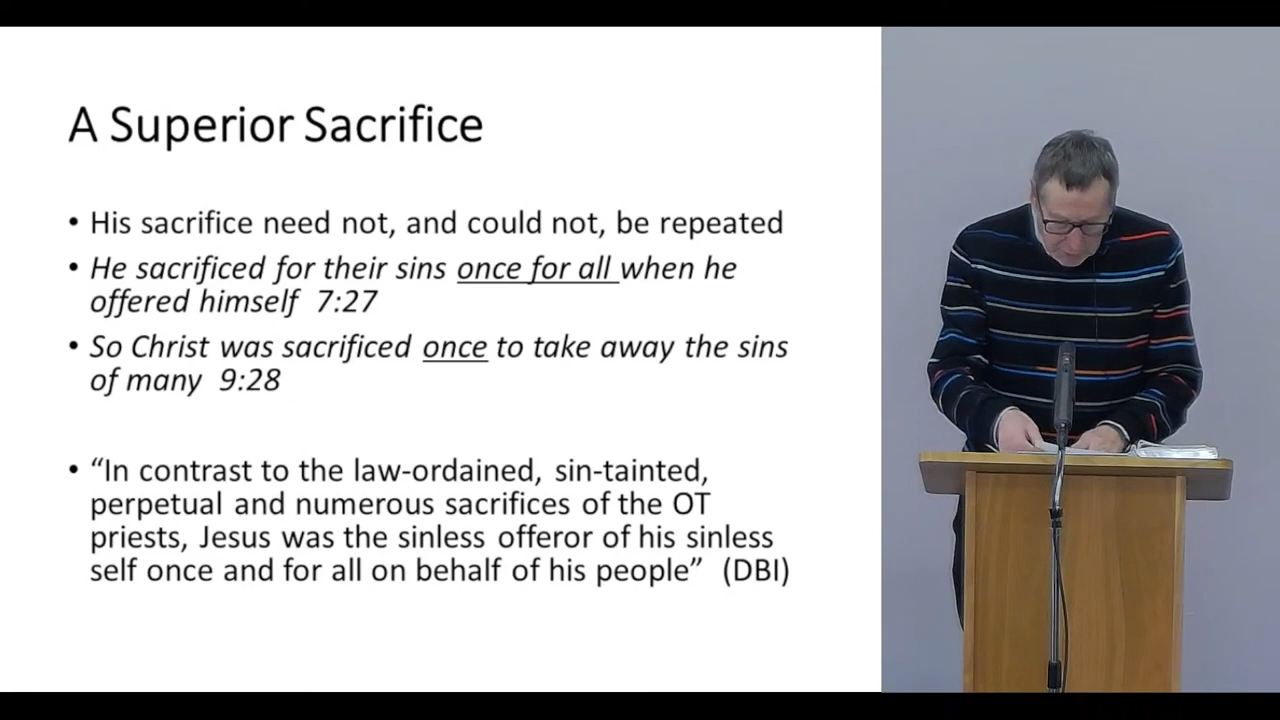 A Superior Sacrifice
• His sacrifice need not, and could not, be repeated
• He sacrificed for their sins once for all when he
offered himself 7:27
• So Christ was sacrificed once to take away the sins
of many 9:28
• “In contrast to the law-ordained, sin-tainted,
perpetual and numerous sacrifices of the OT
priests, Jesus was the sinless offeror of his sinless
self once and for all on behalf of his people” (DBI)